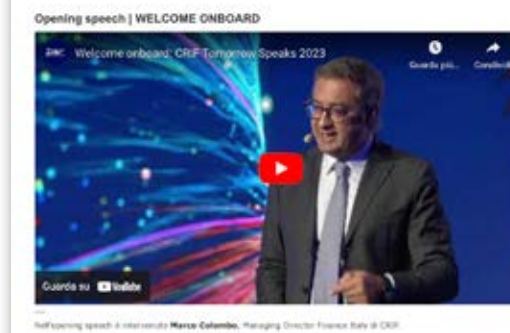 Opening speech | WELCOME ONBOARD
Welcome onboard: CRIF Tomorrow Speaks 2023
Guarda più...
Condividi
Guarda su YouTube
Nell'opening speech è intervenuto Marco Colombo, Managing Director Finance Italy di CRIF.